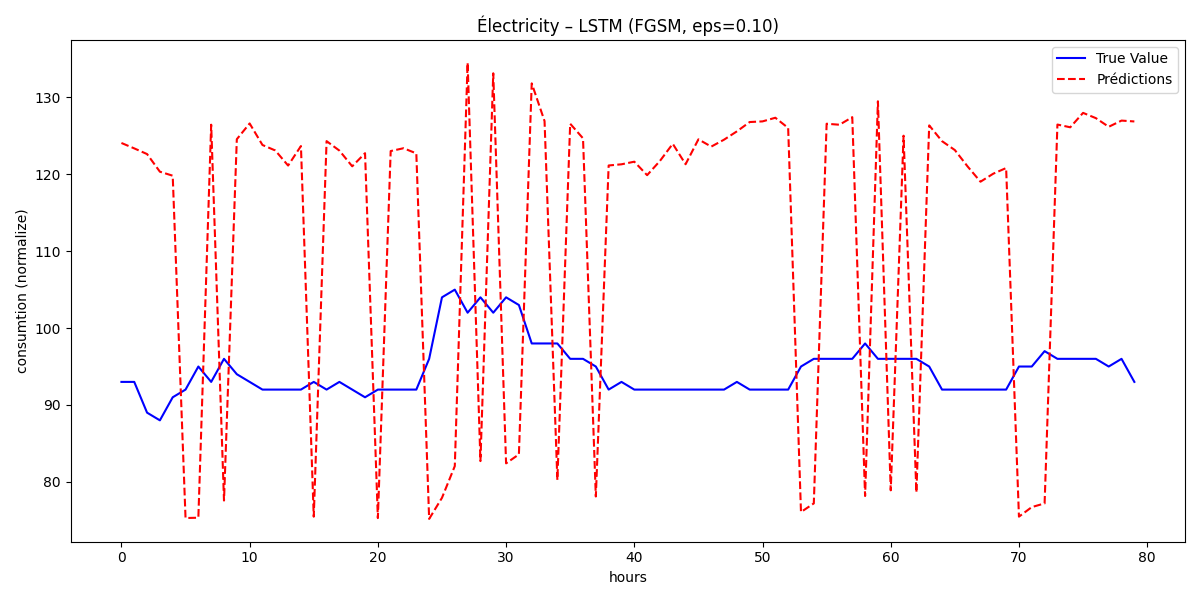 Électricity – LSTM (FGSM, eps=0.10)
True Value
Prédictions
consumtion (normalize)
130
120
110
100
90
80
0 10 20 30 40 50 60 70 80
hours